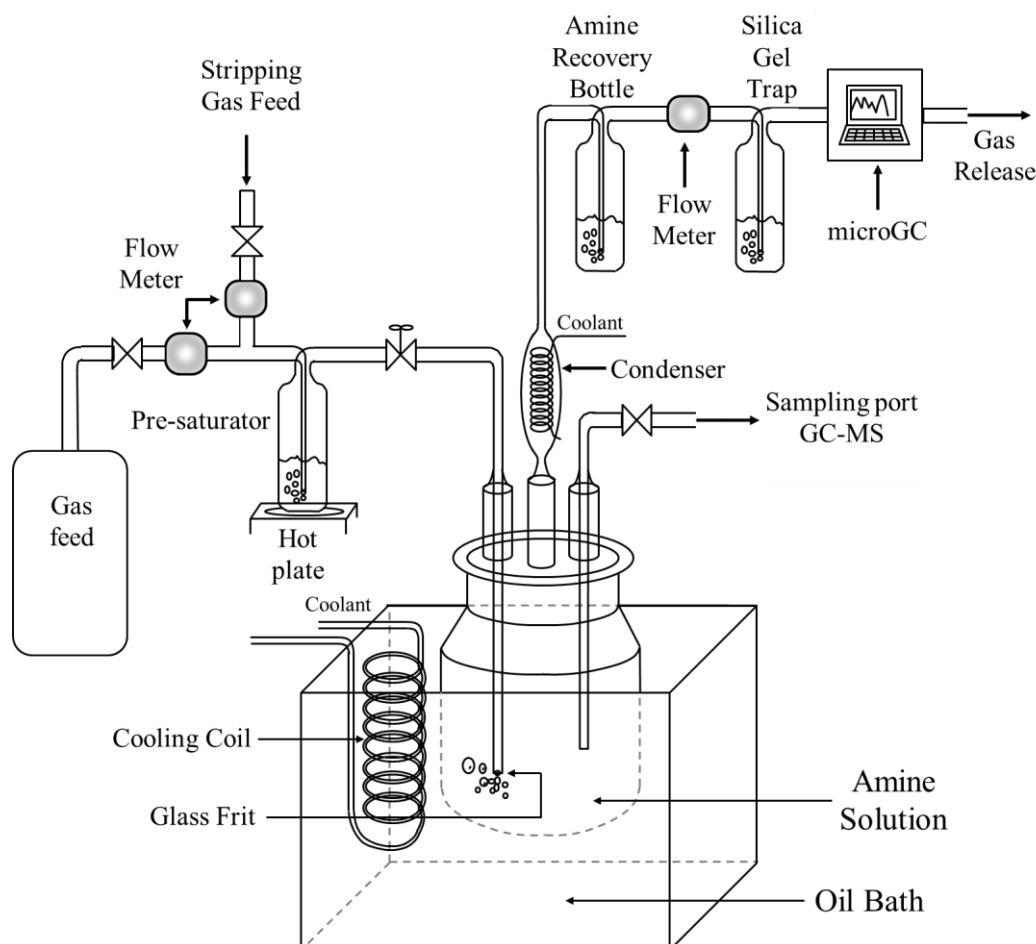 Amine
Recovery
Bottle
Silica
Gel
Trap
Stripping
Gas Feed
Gas
Release
Flow
Meter
microGC
Flow
Meter
Coolant
Condenser
Pre-saturator
Sampling port
GC-MS
Gas
feed
Hot
plate
Coolant
Cooling Coil
Glass Frit
Amine
Solution
Oil Bath